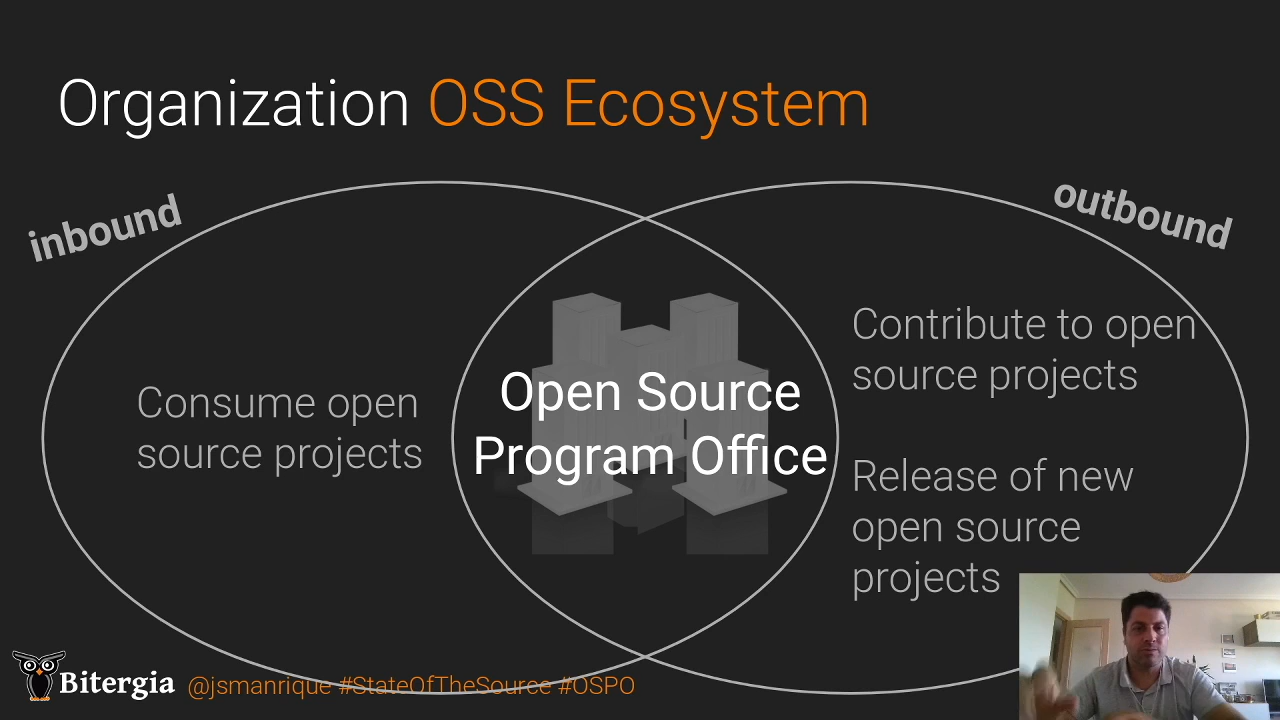 Organization OSS Ecosystem
inbound
outbound
Consume open
source projects
Open Source
Program Office
Contribute to open
source projects
Release of new
open source
projects
Bitergia @jsmanrique #StateOfTheSource #OSPO